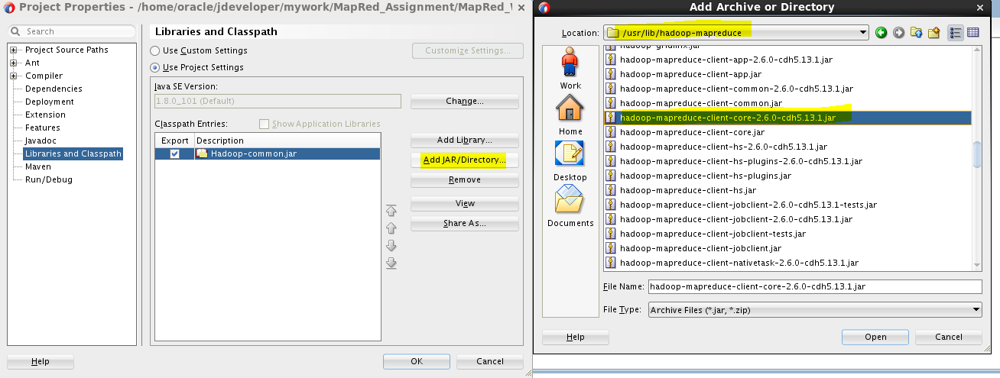 Project Properties - /home/oracle/jdeveloper/mywork/MapRed_Assignment/MapRed_W
Search
Project Source Paths
Ant
Compiler
Dependencies
Deployment
Extension
Features
Javadoc
Libraries and Classpath
Maven
Run/Debug
Libraries and Classpath
Use Custom Settings
Customize Settings...
Use Project Settings
Java SE Version:
1.8.0_101 (Default)
Change...
Classpath Entries:
Show Application Libraries
Export
Description
Hadoop-common.jar
Add Library...
Add JAR/Directory...
Remove
View
Share As...
Help
OK
Cancel
Add Archive or Directory
Location:
/usr/lib/hadoop-mapreduce
Work
Home
Desktop
Documents
hadoop-gridmix.jar
hadoop-mapreduce-client-app-2.6.0-cdh5.13.1.jar
hadoop-mapreduce-client-app.jar
hadoop-mapreduce-client-common-2.6.0-cdh5.13.1.jar
hadoop-mapreduce-client-common.jar
hadoop-mapreduce-client-core-2.6.0-cdh5.13.1.jar
hadoop-mapreduce-client-core.jar
hadoop-mapreduce-client-hs-2.6.0-cdh5.13.1.jar
hadoop-mapreduce-client-hs-plugins-2.6.0-cdh5.13.1.jar
hadoop-mapreduce-client-hs-plugins.jar
hadoop-mapreduce-client-hs.jar
hadoop-mapreduce-client-jobclient-2.6.0-cdh5.13.1-tests.jar
hadoop-mapreduce-client-jobclient-2.6.0-cdh5.13.1.jar
hadoop-mapreduce-client-jobclient-tests.jar
hadoop-mapreduce-client-jobclient.jar
hadoop-mapreduce-client-nativetask-2.6.0-cdh5.13.1.jar
File Name:
hadoop-mapreduce-client-core-2.6.0-cdh5.13.1.jar
File Type:
Archive Files (*.jar, *.zip)
Help
Open
Cancel